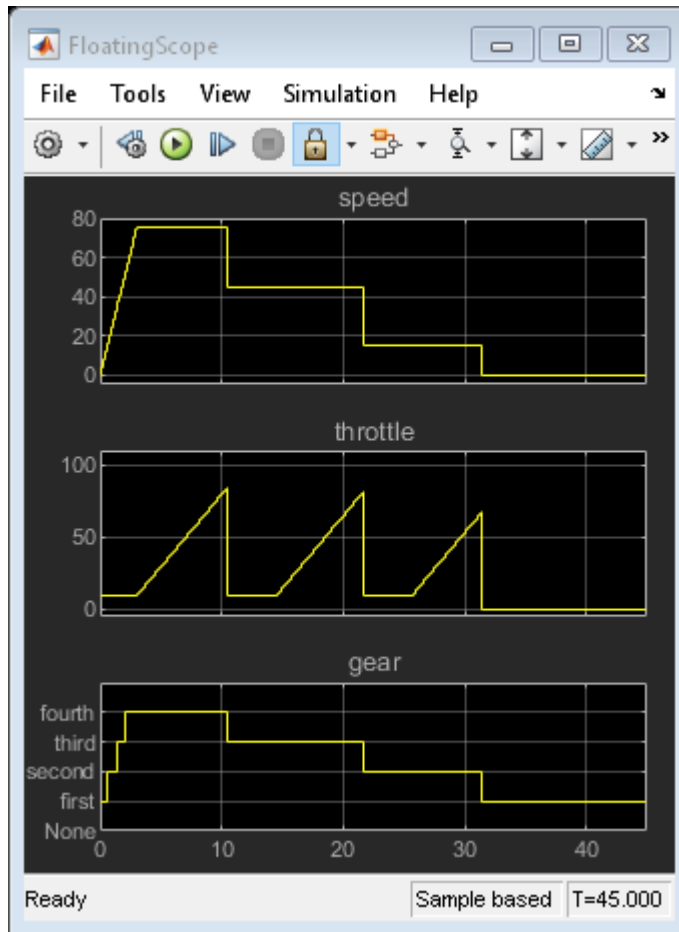 FloatingScope
File Tools View Simulation Help
speed
80
60
40
20
0
throttle
100
50
0
gear
fourth
third
second
first
None
0 10 20 30 40
Ready Sample based T=45.000